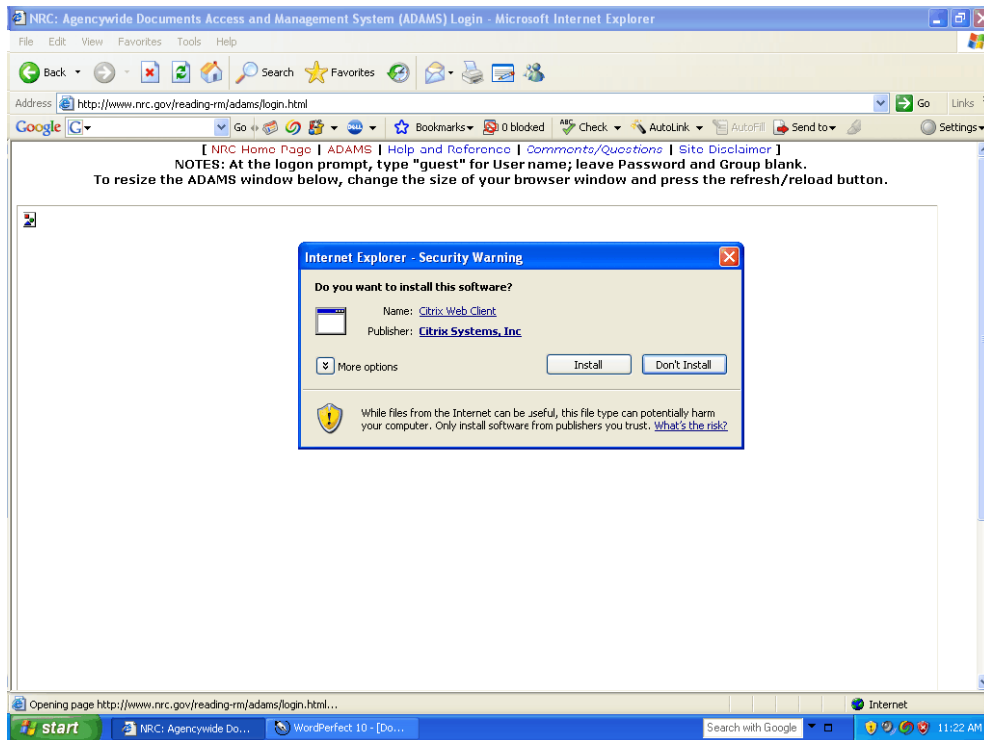 NRC: Agencywide Documents Access and Management System (ADAMS) Login - Microsoft Internet Explorer
File Edit View Favorites Tools Help
Back Search Favorites
Address http://www.nrc.gov/reading-rm/adams/login.html Go Links
Google G Go Bookmarks 0 blocked ABC Check AutoLink AutoFill Send to Settings
[ NRC Home Page | ADAMS | Help and Reference | Comments/Questions | Site Disclaimer ]
NOTES: At the logon prompt, type "guest" for User name; leave Password and Group blank.
To resize the ADAMS window below, change the size of your browser window and press the refresh/reload button.
Internet Explorer - Security Warning
Do you want to install this software?
Name: Citrix Web Client
Publisher: Citrix Systems, Inc
More options Install Don't Install
While files from the Internet can be useful, this file type can potentially harm
your computer. Only install software from publishers you trust. What's the risk?
Opening page http://www.nrc.gov/reading-rm/adams/login.html... Internet
start NRC: Agencywide Do... WordPerfect 10 - [Do... Search with Google 11:22 AM